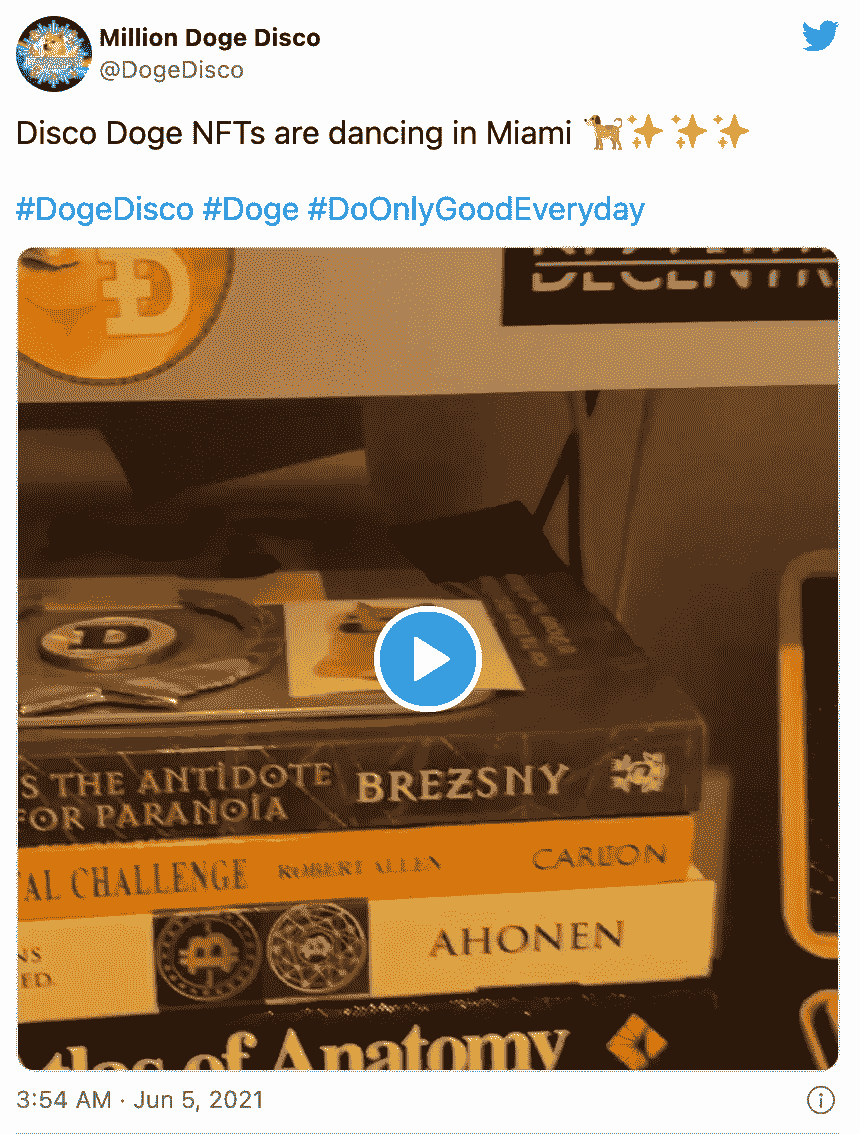 Million Doge Disco
@DogeDisco
Disco Doge NFTs are dancing in Miami 🐕✨✨✨
#DogeDisco #Doge #DoOnlyGoodEveryday
S THE ANTIDOTE
FOR PARANOIA
BREZSNY
AL CHALLENGE ROBERT ALLEN CARLTON
NS
ED.
AHONEN
tlas of Anatomy
3:54 AM · Jun 5, 2021